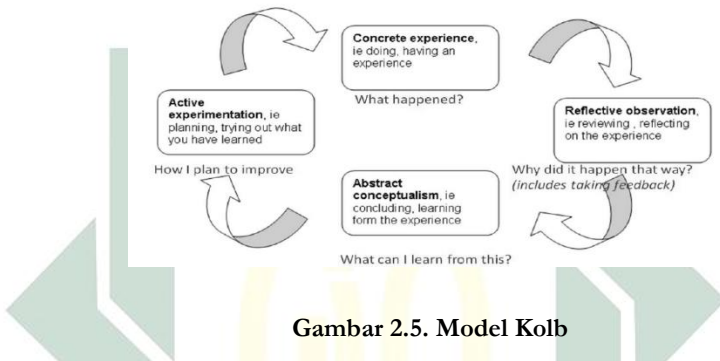 Concrete experience,
ie doing, having an
experience
What happened?
Reflective observation,
ie reviewing , reflecting
on the experience
Why did it happen that way?
(includes taking feedback)
Abstract
conceptualism, ie
concluding, learning
form the experience
What can I learn from this?
Active
experimentation, ie
planning, trying out what
you have learned
How I plan to improve
Gambar 2.5. Model Kolb